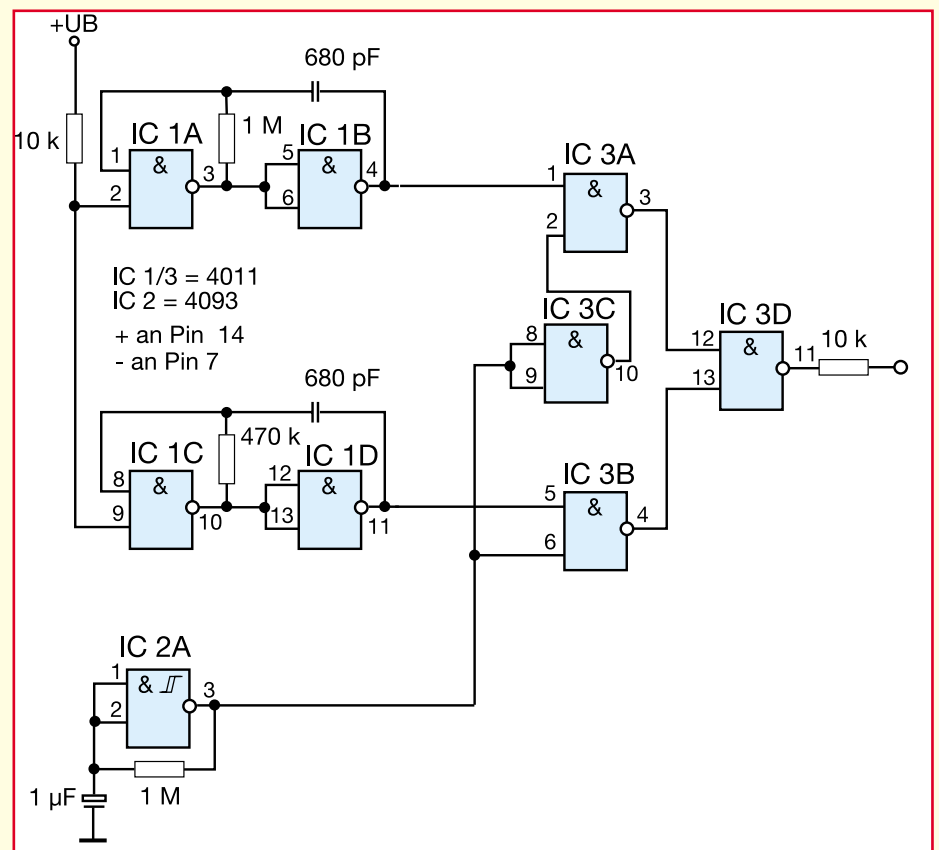 +UB
680 pF
10 k
IC 1A
1 M
IC 1B
1
&
3
2
5
&
4
6
IC 3A
1
&
3
2
IC 1/3 = 4011
IC 2 = 4093
+ an Pin 14
- an Pin 7
IC 3C
8
&
9
10
IC 3D
12
&
11
13
10 k
680 pF
IC 1C
470 k
IC 1D
8
&
9
10
12
&
13
11
IC 3B
5
&
4
6
IC 2A
1
&
3
2
1 µF
1 M